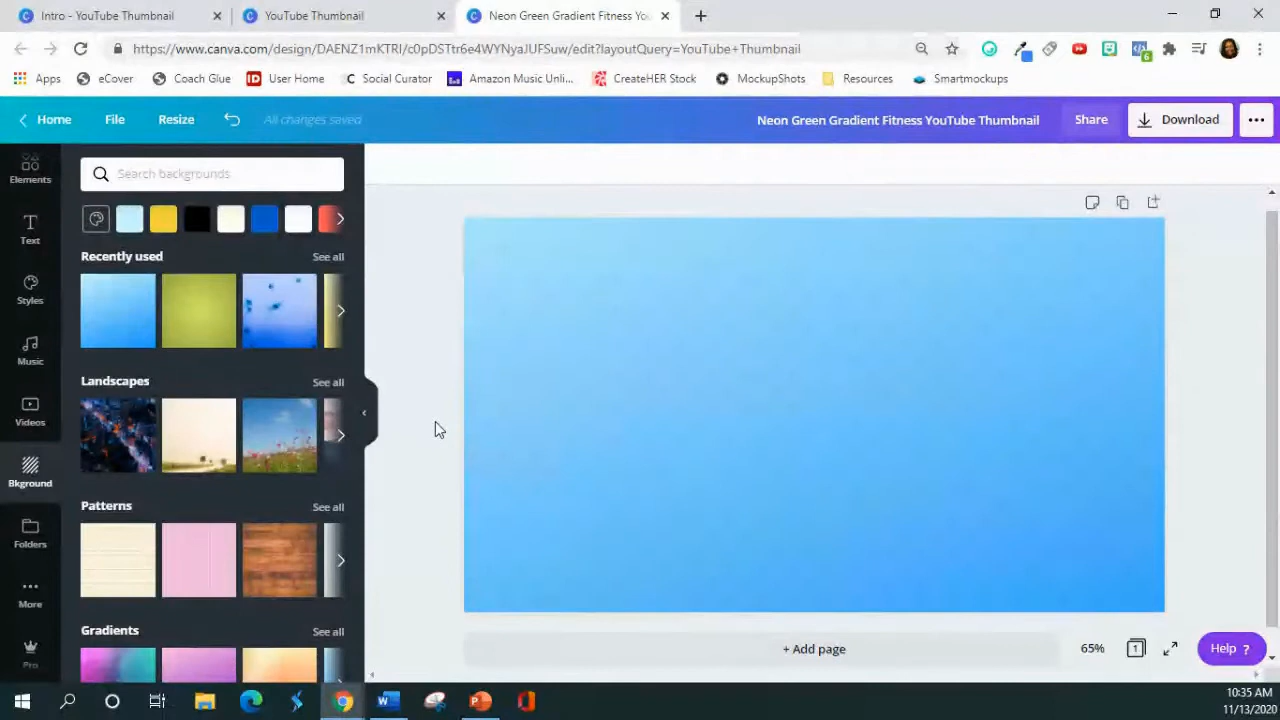 Intro - YouTube Thumbnail
YouTube Thumbnail
Neon Green Gradient Fitness Yo
https://www.canva.com/design/DAENZ1mKTRI/c0pDSTtr6e4WYNyaJUFSuw/edit?layoutQuery=YouTube+Thumbnail
6
Apps
eCover
Coach Glue
User Home
Social Curator
Amazon Music Unli...
CreateHER Stock
MockupShots
Resources
Smartmockups
Home
File
Resize
All changes saved
Neon Green Gradient Fitness YouTube Thumbnail
Share
Download
Elements
Text
Styles
Music
Videos
Bkground
Folders
More
Pro
Search backgrounds
Recently used
See all
Landscapes
See all
Patterns
See all
Gradients
See all
+ Add page
65%
1
Help ?
10:35 AM
11/13/2020